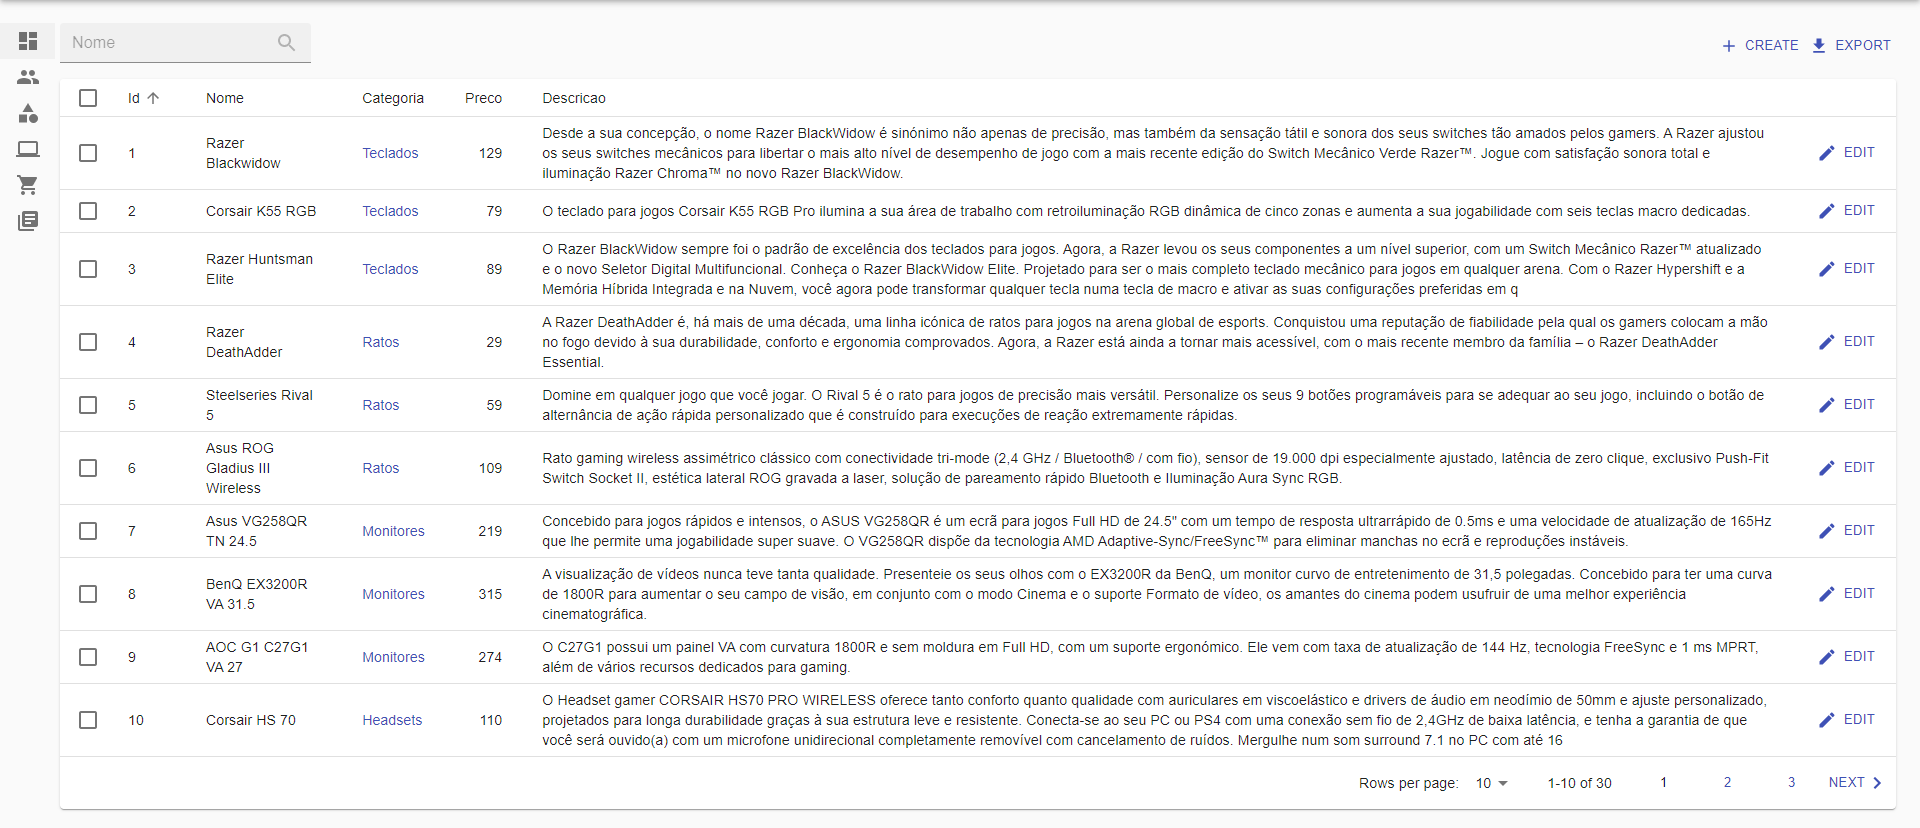 Nome
CREATE EXPORT
Id Nome Categoria Preco Descricao
1 Razer Blackwidow Teclados 129 Desde a sua concepção, o nome Razer BlackWidow é sinónimo não apenas de precisão, mas também da sensação tátil e sonora dos seus switches tão amados pelos gamers. A Razer ajustou
os seus switches mecânicos para libertar o mais alto nível de desempenho de jogo com a mais recente edição do Switch Mecânico Verde Razer™. Jogue com satisfação sonora total e
iluminação Razer Chroma™ no novo Razer BlackWidow. EDIT
2 Corsair K55 RGB Teclados 79 O teclado para jogos Corsair K55 RGB Pro ilumina a sua área de trabalho com retroiluminação RGB dinâmica de cinco zonas e aumenta a sua jogabilidade com seis teclas macro dedicadas. EDIT
3 Razer Huntsman Elite Teclados 89 O Razer BlackWidow sempre foi o padrão de excelência dos teclados para jogos. Agora, a Razer levou os seus componentes a um nível superior, com um Switch Mecânico Razer™ atualizado
e o novo Seletor Digital Multifuncional. Conheça o Razer BlackWidow Elite. Projetado para ser o mais completo teclado mecânico para jogos em qualquer arena. Com o Razer Hypershift e a
Memória Híbrida Integrada e na Nuvem, você agora pode transformar qualquer tecla numa tecla de macro e ativar as suas configurações preferidas em q EDIT
4 Razer DeathAdder Ratos 29 A Razer DeathAdder é, há mais de uma década, uma linha icónica de ratos para jogos na arena global de esports. Conquistou uma reputação de fiabilidade pela qual os gamers colocam a mão
no fogo devido à sua durabilidade, conforto e ergonomia comprovados. Agora, a Razer está ainda a tornar mais acessível, com o mais recente membro da família – o Razer DeathAdder
Essential. EDIT
5 Steelseries Rival 5 Ratos 59 Domine em qualquer jogo que você jogar. O Rival 5 é o rato para jogos de precisão mais versátil. Personalize os seus 9 botões programáveis para se adequar ao seu jogo, incluindo o botão de
alternância de ação rápida personalizado que é construído para execuções de reação extremamente rápidas. EDIT
6 Asus ROG Gladius III Wireless Ratos 109 Rato gaming wireless assimétrico clássico com conectividade tri-mode (2,4 GHz / Bluetooth® / com fio), sensor de 19.000 dpi especialmente ajustado, latência de zero clique, exclusivo Push-Fit
Switch Socket II, estética lateral ROG gravada a laser, solução de pareamento rápido Bluetooth e Iluminação Aura Sync RGB. EDIT
7 Asus VG258QR TN 24.5 Monitores 219 Concebido para jogos rápidos e intensos, o ASUS VG258QR é um ecrã para jogos Full HD de 24.5" com um tempo de resposta ultrarrápido de 0.5ms e uma velocidade de atualização de 165Hz
que lhe permite uma jogabilidade super suave. O VG258QR dispõe da tecnologia AMD Adaptive-Sync/FreeSync™ para eliminar manchas no ecrã e reproduções instáveis. EDIT
8 BenQ EX3200R VA 31.5 Monitores 315 A visualização de vídeos nunca teve tanta qualidade. Presenteie os seus olhos com o EX3200R da BenQ, um monitor curvo de entretenimento de 31,5 polegadas. Concebido para ter uma curva
de 1800R para aumentar o seu campo de visão, em conjunto com o modo Cinema e o suporte Formato de vídeo, os amantes do cinema podem usufruir de uma melhor experiência
cinematográfica. EDIT
9 AOC G1 C27G1 VA 27 Monitores 274 O C27G1 possui um painel VA com curvatura 1800R e sem moldura em Full HD, com um suporte ergonómico. Ele vem com taxa de atualização de 144 Hz, tecnologia FreeSync e 1 ms MPRT,
além de vários recursos dedicados para gaming. EDIT
10 Corsair HS 70 Headsets 110 O Headset gamer CORSAIR HS70 PRO WIRELESS oferece tanto conforto quanto qualidade com auriculares em viscoelástico e drivers de áudio em neodímio de 50mm e ajuste personalizado,
projetados para longa durabilidade graças à sua estrutura leve e resistente. Conecta-se ao seu PC ou PS4 com uma conexão sem fio de 2,4GHz de baixa latência, e tenha a garantia de que
você será ouvido(a) com um microfone unidirecional completamente removível com cancelamento de ruídos. Mergulhe num som surround 7.1 no PC com até 16 EDIT
Rows per page: 10 1-10 of 30 1 2 3 NEXT